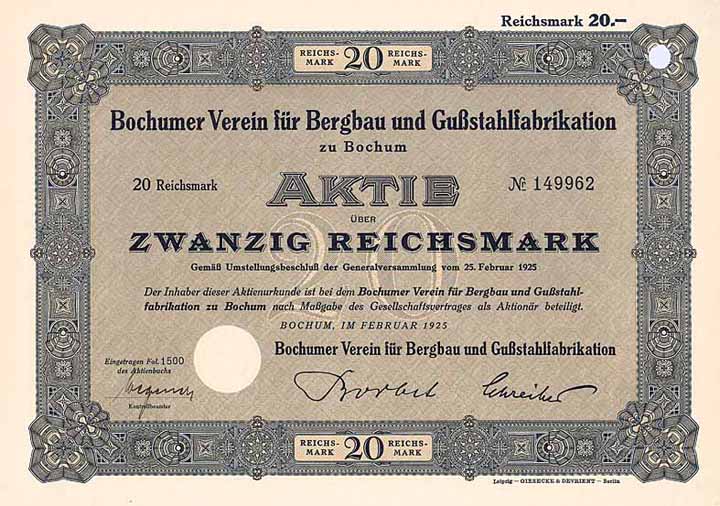 Reichsmark 20.–
REICHS-
MARK 20 REICHS-
MARK
Bochumer Verein für Bergbau und Gußstahlfabrikation
zu Bochum
20 Reichsmark AKTIE № 149962
ÜBER
ZWANZIG REICHSMARK
20
Gemäß Umstellungsbeschluß der Generalversammlung vom 25. Februar 1925
Der Inhaber dieser Aktienurkunde ist bei dem Bochumer Verein für Bergbau und Gußstahl-
fabrikation zu Bochum nach Maßgabe des Gesellschaftsvertrages als Aktionär beteiligt.
BOCHUM, IM FEBRUAR 1925
Bochumer Verein für Bergbau und Gußstahlfabrikation
Eingetragen Fol. 1500
des Aktienbuchs
Kontrollbeamter
Borbet Schreiber
REICHS-
MARK 20 REICHS-
MARK
Leipzig – GIESECKE & DEVRIENT – Berlin